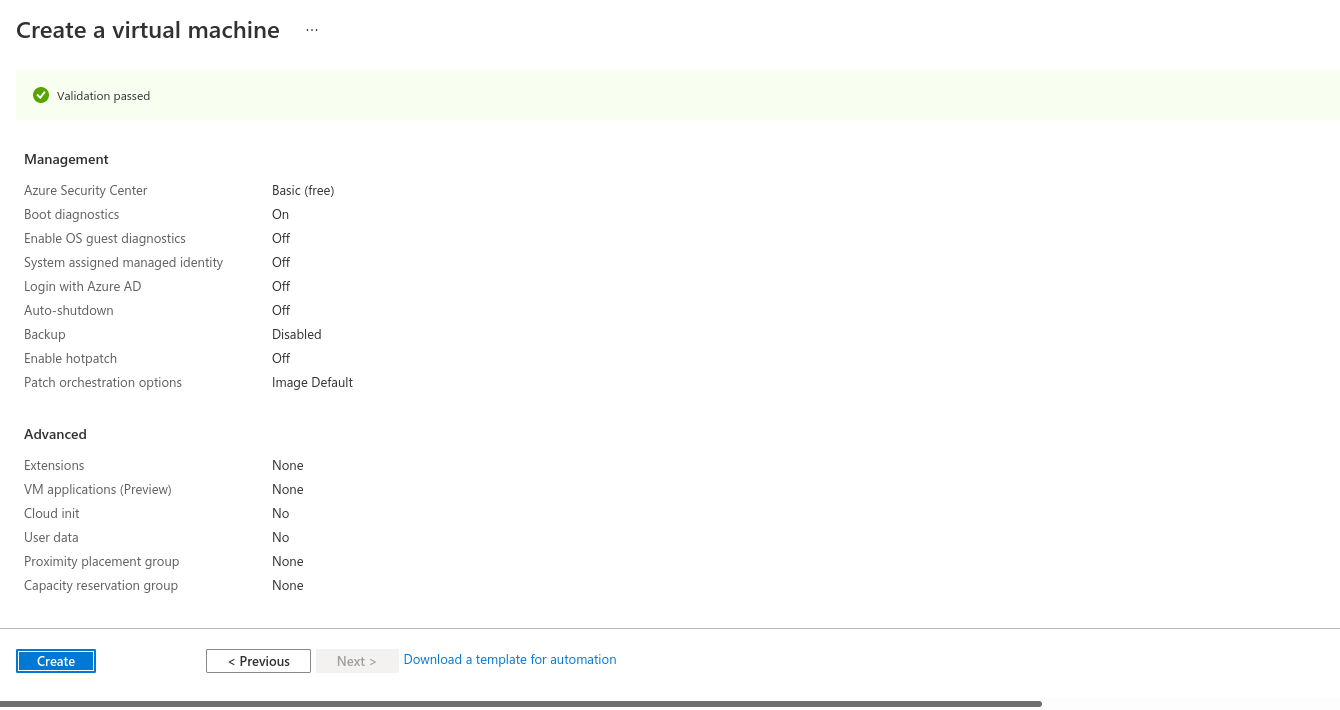 Create a virtual machine ...
Validation passed
Management
Azure Security Center Basic (free)
Boot diagnostics On
Enable OS guest diagnostics Off
System assigned managed identity Off
Login with Azure AD Off
Auto-shutdown Off
Backup Disabled
Enable hotpatch Off
Patch orchestration options Image Default
Advanced
Extensions None
VM applications (Preview) None
Cloud init No
User data No
Proximity placement group None
Capacity reservation group None
Create < Previous Next > Download a template for automation